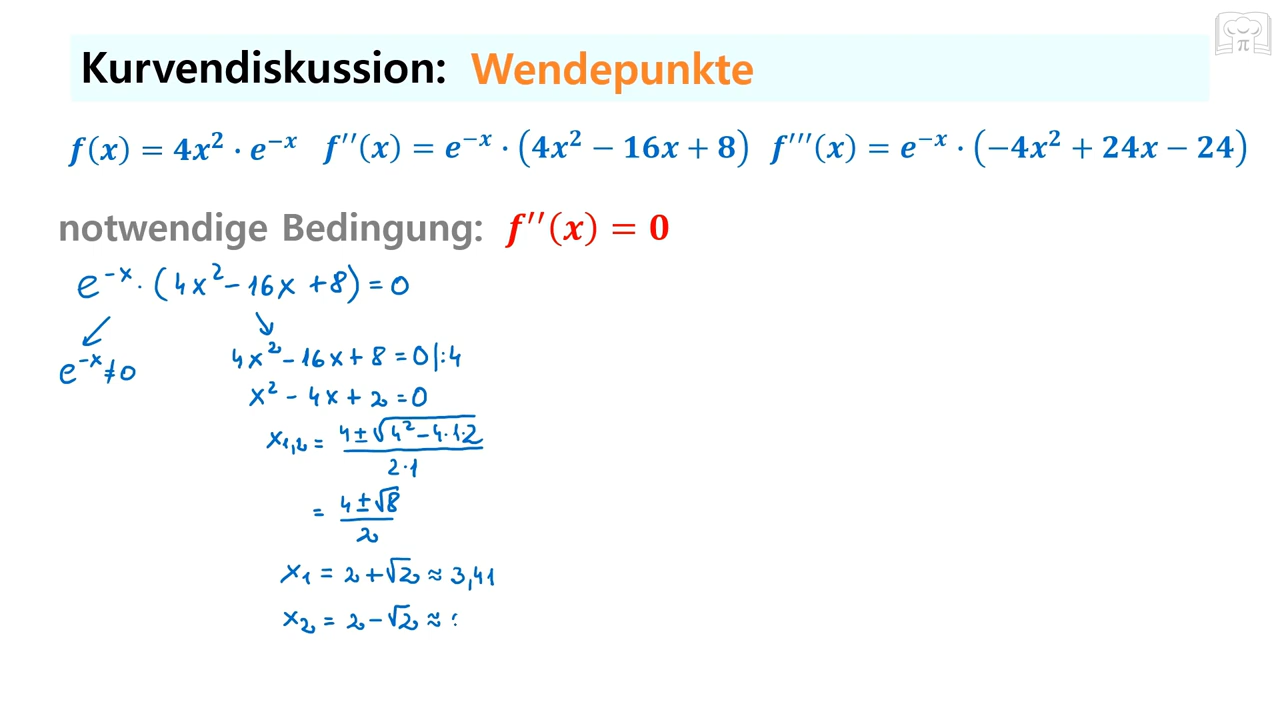 Kurvendiskussion: Wendepunkte
f(x) = 4x² · e⁻ˣ f''(x) = e⁻ˣ · (4x² − 16x + 8) f'''(x) = e⁻ˣ · (−4x² + 24x − 24)
notwendige Bedingung: f''(x) = 0
e⁻ˣ · (4x² − 16x + 8) = 0
↙ ↘
e⁻ˣ ≠ 0
4x² − 16x + 8 = 0 |:4
x² − 4x + 2 = 0
x₁,₂ = (4 ± √(4² − 4·1·2)) / (2·1)
= (4 ± √8) / 2
x₁ = 2 + √2 ≈ 3,41
x₂ = 2 − √2 ≈
π